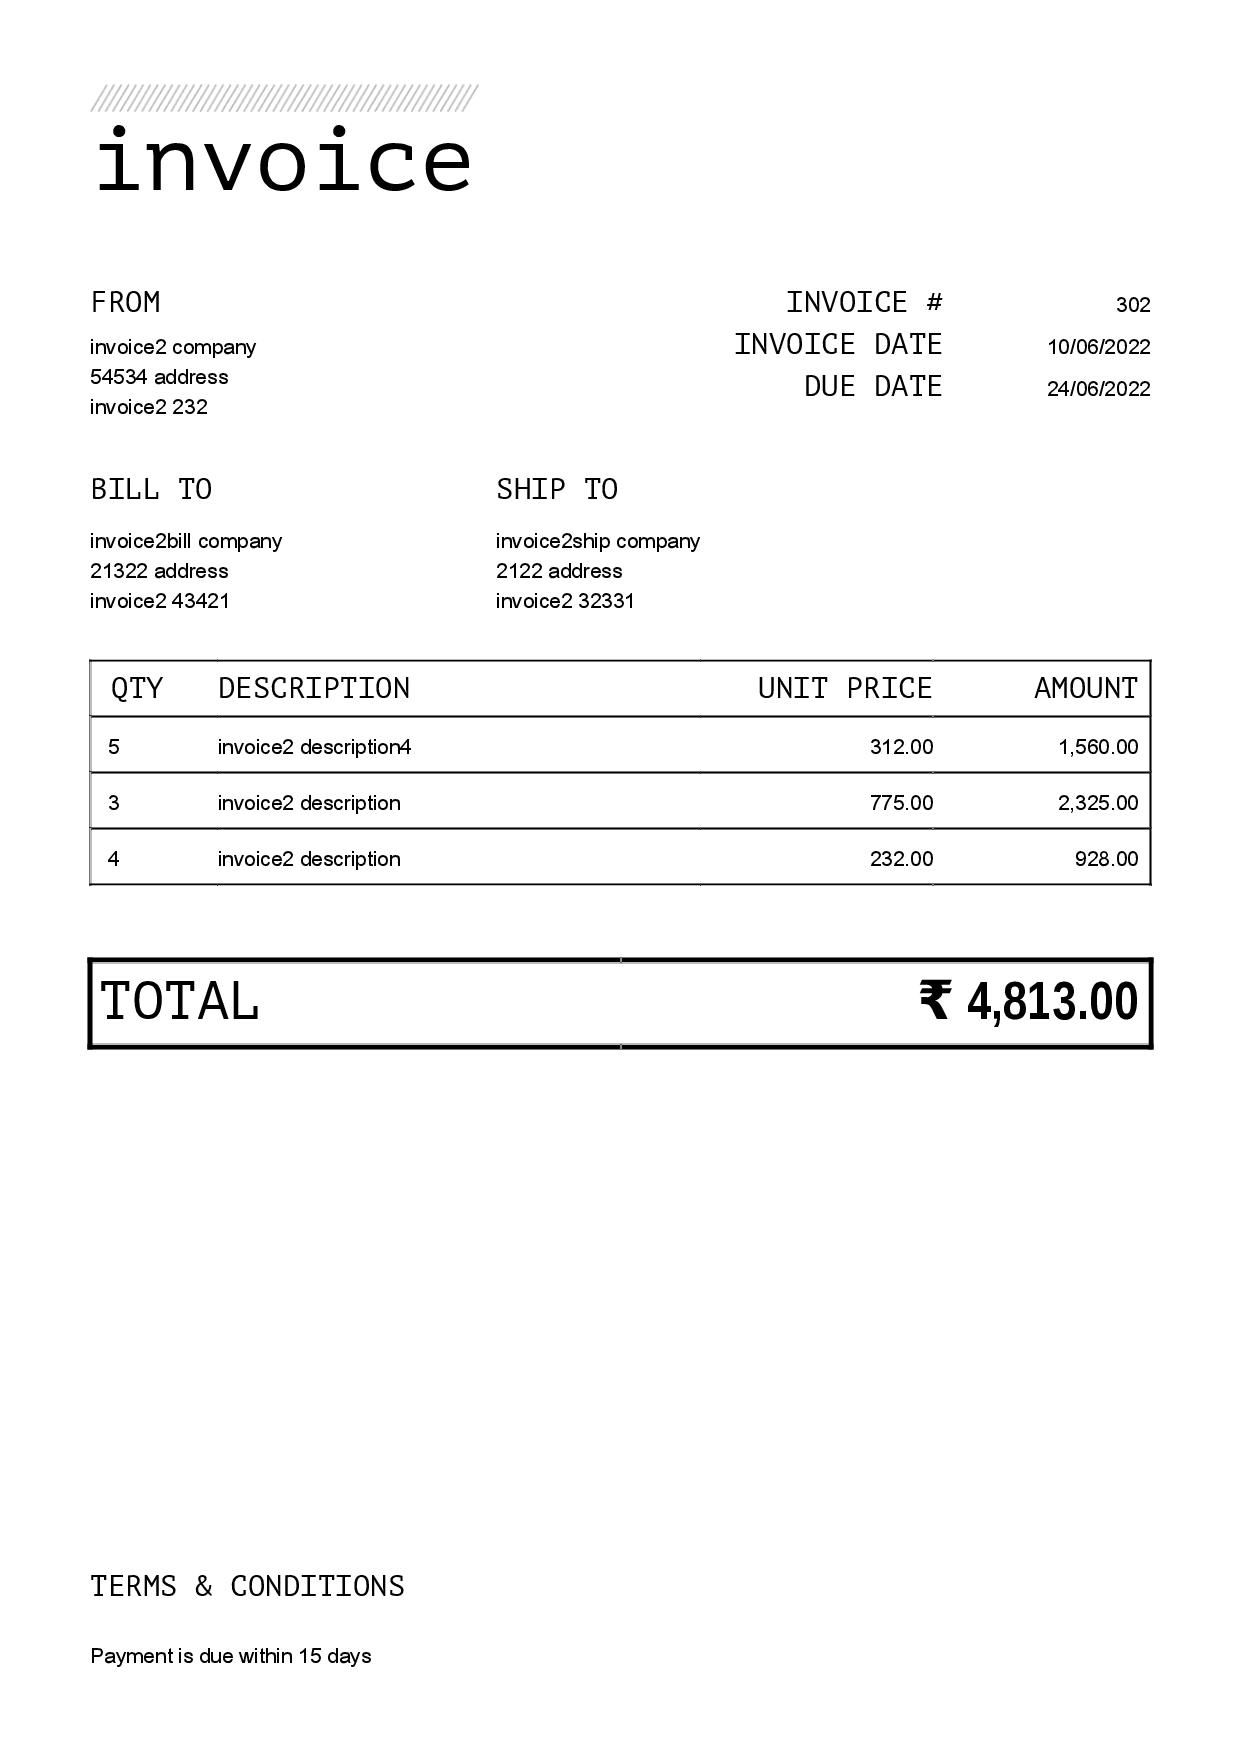 invoice
FROM
invoice2 company
54534 address
invoice2 232
INVOICE # 302
INVOICE DATE 10/06/2022
DUE DATE 24/06/2022
BILL TO
invoice2bill company
21322 address
invoice2 43421
SHIP TO
invoice2ship company
2122 address
invoice2 32331
QTY DESCRIPTION UNIT PRICE AMOUNT
5 invoice2 description4 312.00 1,560.00
3 invoice2 description 775.00 2,325.00
4 invoice2 description 232.00 928.00
TOTAL ₹ 4,813.00
TERMS & CONDITIONS
Payment is due within 15 days